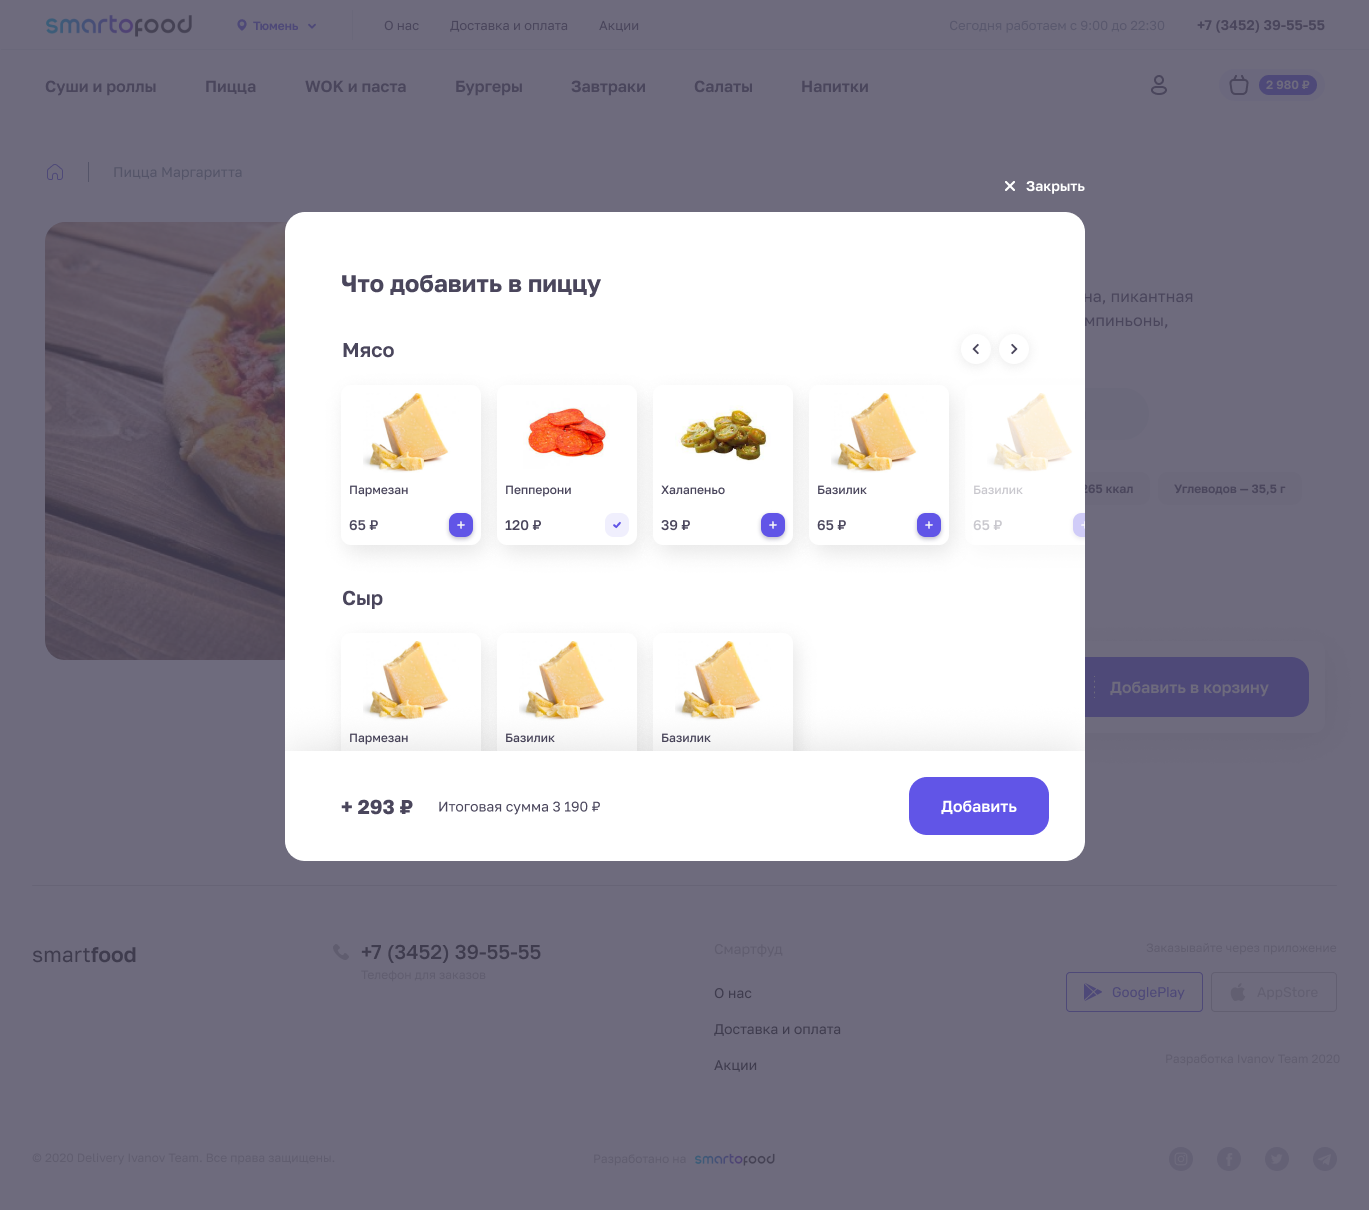 smartofood
Тюмень
О нас
Доставка и оплата
Акции
Сегодня работаем с 9:00 до 22:30
+7 (3452) 39-55-55
Суши и роллы
Пицца
WOK и паста
Бургеры
Завтраки
Салаты
Напитки
2 980 ₽
Пицца Маргаритта
Закрыть
на, пикантная
мпиньоны,
265 ккал
Углеводов — 35,5 г
Добавить в корзину
Что добавить в пиццу
Мясо
Пармезан
65 ₽
Пепперони
120 ₽
Халапеньо
39 ₽
Базилик
65 ₽
Базилик
65 ₽
Сыр
Пармезан
Базилик
Базилик
+ 293 ₽
Итоговая сумма 3 190 ₽
Добавить
smartfood
+7 (3452) 39-55-55
Телефон для заказов
Смартфуд
О нас
Доставка и оплата
Акции
Заказывайте через приложение
GooglePlay
AppStore
Разработка Ivanov Team 2020
© 2020 Delivery Ivanov Team. Все права защищены.
Разработано на smartofood